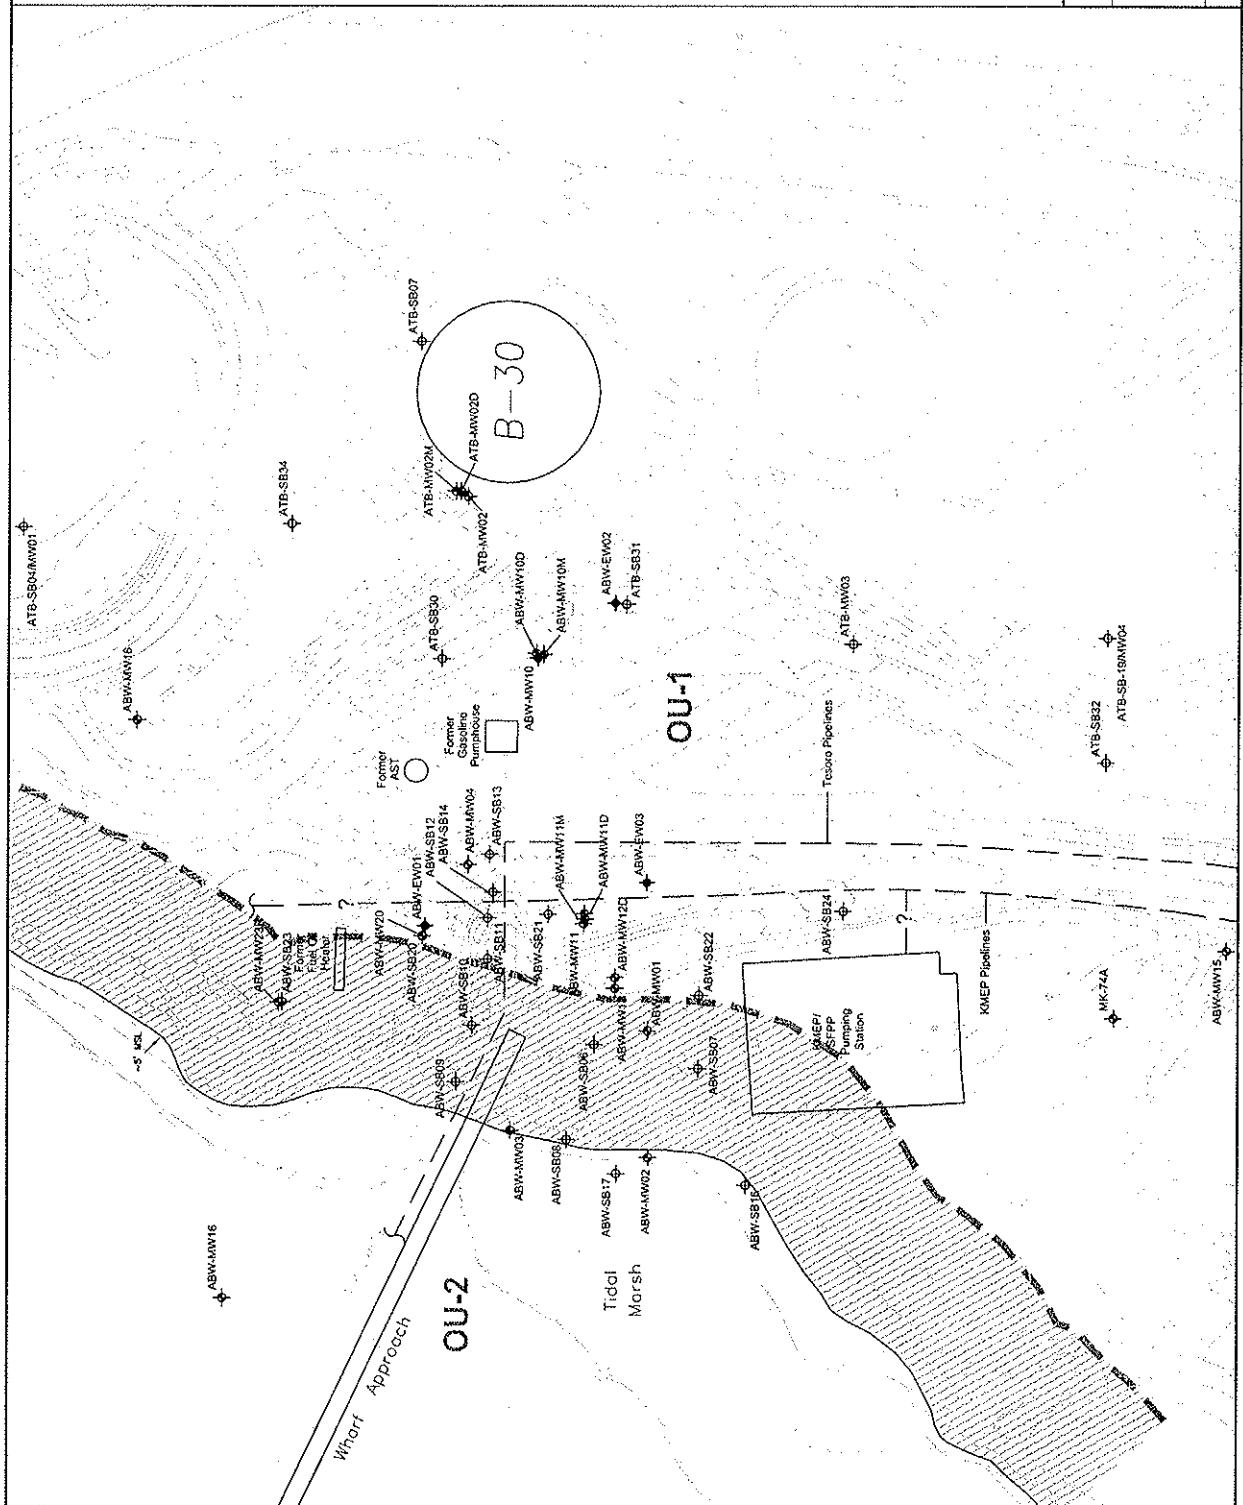 ATB-SB04/MW01
ABW-MW18
ATB-SB34
ATB-SB07
B-30
ATB-MW02M
ATB-MW02D
ATB-MW02
ATB-SB30
ABW-MW10D
ABW-MW10M
ABW-MW10
ABW-EW02
ATB-SB31
ATB-MW03
ATB-SB-19/MW04
ATB-SB32
OU-1
Former
Gasoline
Pumphouse
Former
AST
Tesoro Pipelines
ABW-EW01
ABW-SB12
ABW-SB14
ABW-MW04
ABW-SB13
ABW-MW11M
ABW-MW11D
ABW-EW03
?
ABW-MW23
ABW-SB23
Former
Fuel Oil
Heater
ABW-MW20
ABW-SB20
ABW-SB10
ABW-SB11
ABW-SB21
ABW-MW11
ABW-MW12D
ABW-MW01
ABW-SB22
ABW-SB24
?
KMEP Pipelines
MK-74A
ABW-MW15
KMEP/
SFPP
Pumping
Station
~5' MSL
ABW-SB09
ABW-SB06
ABW-SB07
ABW-MW03
ABW-SB08
ABW-SB17
ABW-MW02
ABW-MW16
OU-2
Tidal
Marsh
Wharf Approach